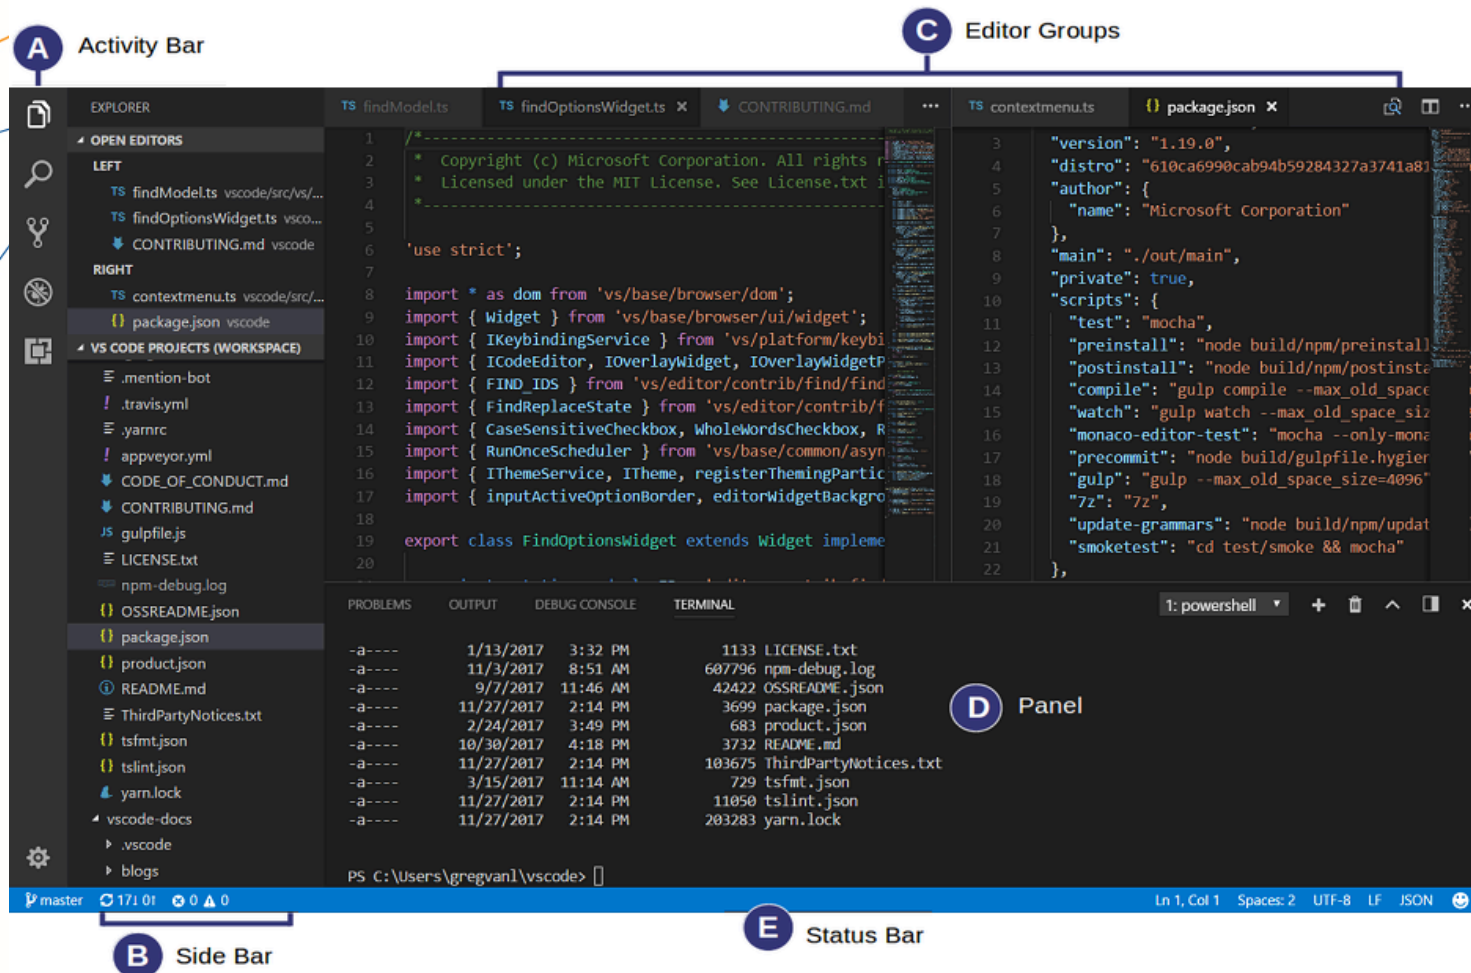 A Activity Bar
C Editor Groups
EXPLORER
OPEN EDITORS
LEFT
TS findModel.ts vscode/src/vs/...
TS findOptionsWidget.ts vsco...
CONTRIBUTING.md vscode
RIGHT
TS contextmenu.ts vscode/src/...
{} package.json vscode
VS CODE PROJECTS (WORKSPACE)
.mention-bot
! .travis.yml
.yarnrc
! appveyor.yml
CODE_OF_CONDUCT.md
CONTRIBUTING.md
JS gulpfile.js
LICENSE.txt
npm-debug.log
{} OSSREADME.json
{} package.json
{} product.json
README.md
ThirdPartyNotices.txt
{} tsfmt.json
{} tslint.json
yarn.lock
vscode-docs
.vscode
blogs
TS findModel.ts TS findOptionsWidget.ts × CONTRIBUTING.md ...
1 /*---------------------------------------------------------
2 * Copyright (c) Microsoft Corporation. All rights
3 * Licensed under the MIT License. See License.txt i
4 *---------------------------------------------------------
5
6 'use strict';
7
8 import * as dom from 'vs/base/browser/dom';
9 import { Widget } from 'vs/base/browser/ui/widget';
10 import { IKeybindingService } from 'vs/platform/keybi
11 import { ICodeEditor, IOverlayWidget, IOverlayWidgetP
12 import { FIND_IDS } from 'vs/editor/contrib/find/find
13 import { FindReplaceState } from 'vs/editor/contrib/f
14 import { CaseSensitiveCheckbox, WholeWordsCheckbox, R
15 import { RunOnceScheduler } from 'vs/base/common/asyn
16 import { IThemeService, ITheme, registerThemingPartic
17 import { inputActiveOptionBorder, editorWidgetBackgro
18
19 export class FindOptionsWidget extends Widget impleme
20
TS contextmenu.ts {} package.json ×
3 "version": "1.19.0",
4 "distro": "610ca6990cab94b59284327a3741a81
5 "author": {
6 "name": "Microsoft Corporation"
7 },
8 "main": "./out/main",
9 "private": true,
10 "scripts": {
11 "test": "mocha",
12 "preinstall": "node build/npm/preinstall
13 "postinstall": "node build/npm/postinsta
14 "compile": "gulp compile --max_old_space
15 "watch": "gulp watch --max_old_space_siz
16 "monaco-editor-test": "mocha --only-mona
17 "precommit": "node build/gulpfile.hygien
18 "gulp": "gulp --max_old_space_size=4096"
19 "7z": "7z",
20 "update-grammars": "node build/npm/updat
21 "smoketest": "cd test/smoke && mocha"
22 },
PROBLEMS OUTPUT DEBUG CONSOLE TERMINAL 1: powershell
-a---- 1/13/2017 3:32 PM 1133 LICENSE.txt
-a---- 11/3/2017 8:51 AM 607796 npm-debug.log
-a---- 9/7/2017 11:46 AM 42422 OSSREADME.json
-a---- 11/27/2017 2:14 PM 3699 package.json
-a---- 2/24/2017 3:49 PM 683 product.json
-a---- 10/30/2017 4:18 PM 3732 README.md
-a---- 11/27/2017 2:14 PM 103675 ThirdPartyNotices.txt
-a---- 3/15/2017 11:14 AM 729 tsfmt.json
-a---- 11/27/2017 2:14 PM 11050 tslint.json
-a---- 11/27/2017 2:14 PM 203283 yarn.lock
D Panel
PS C:\Users\gregvanl\vscode>
master 17↓ 0↑ 0 0 Ln 1, Col 1 Spaces: 2 UTF-8 LF JSON
B Side Bar
E Status Bar